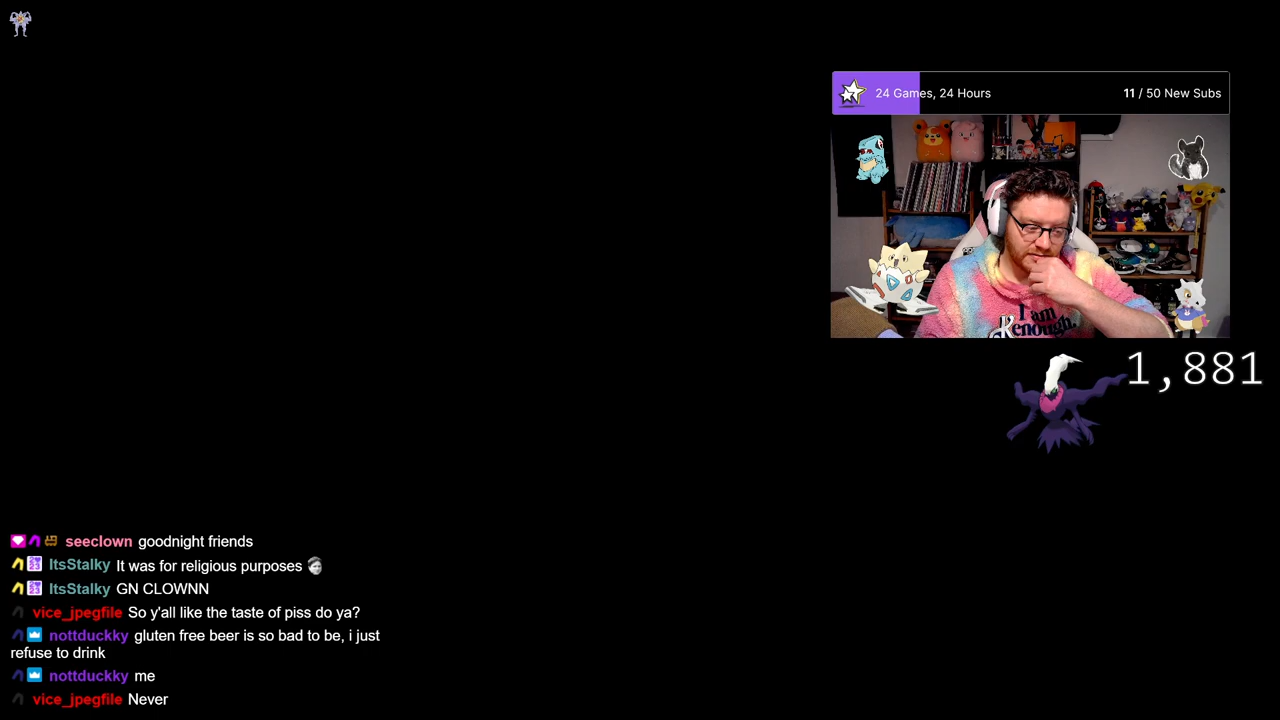 24 Games, 24 Hours 11 / 50 New Subs
I am
Kenough.
1,881
seeclown goodnight friends
ItsStalky It was for religious purposes
ItsStalky GN CLOWNN
vice_jpegfile So y'all like the taste of piss do ya?
nottduckky gluten free beer is so bad to be, i just
refuse to drink
nottduckky me
vice_jpegfile Never